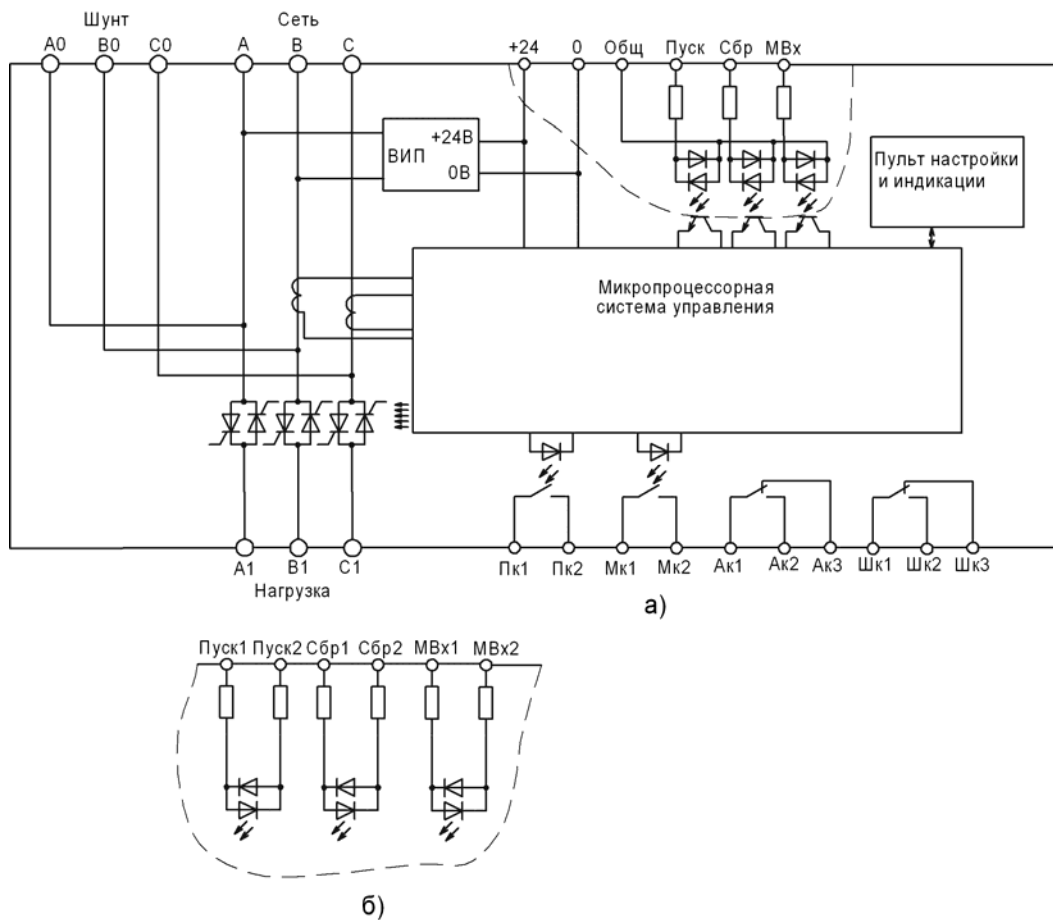 Шунт
Сеть
А0
В0
С0
А
В
С
+24
0
Общ
Пуск
Сбр
МВх
+24В
ВИП
0В
Пульт настройки
и индикации
Микропроцессорная
система управления
А1
В1
С1
Нагрузка
Пк1
Пк2
Мк1
Мк2
Ак1
Ак2
Ак3
Шк1
Шк2
Шк3
а)
Пуск1
Пуск2
Сбр1
Сбр2
МВх1
МВх2
б)